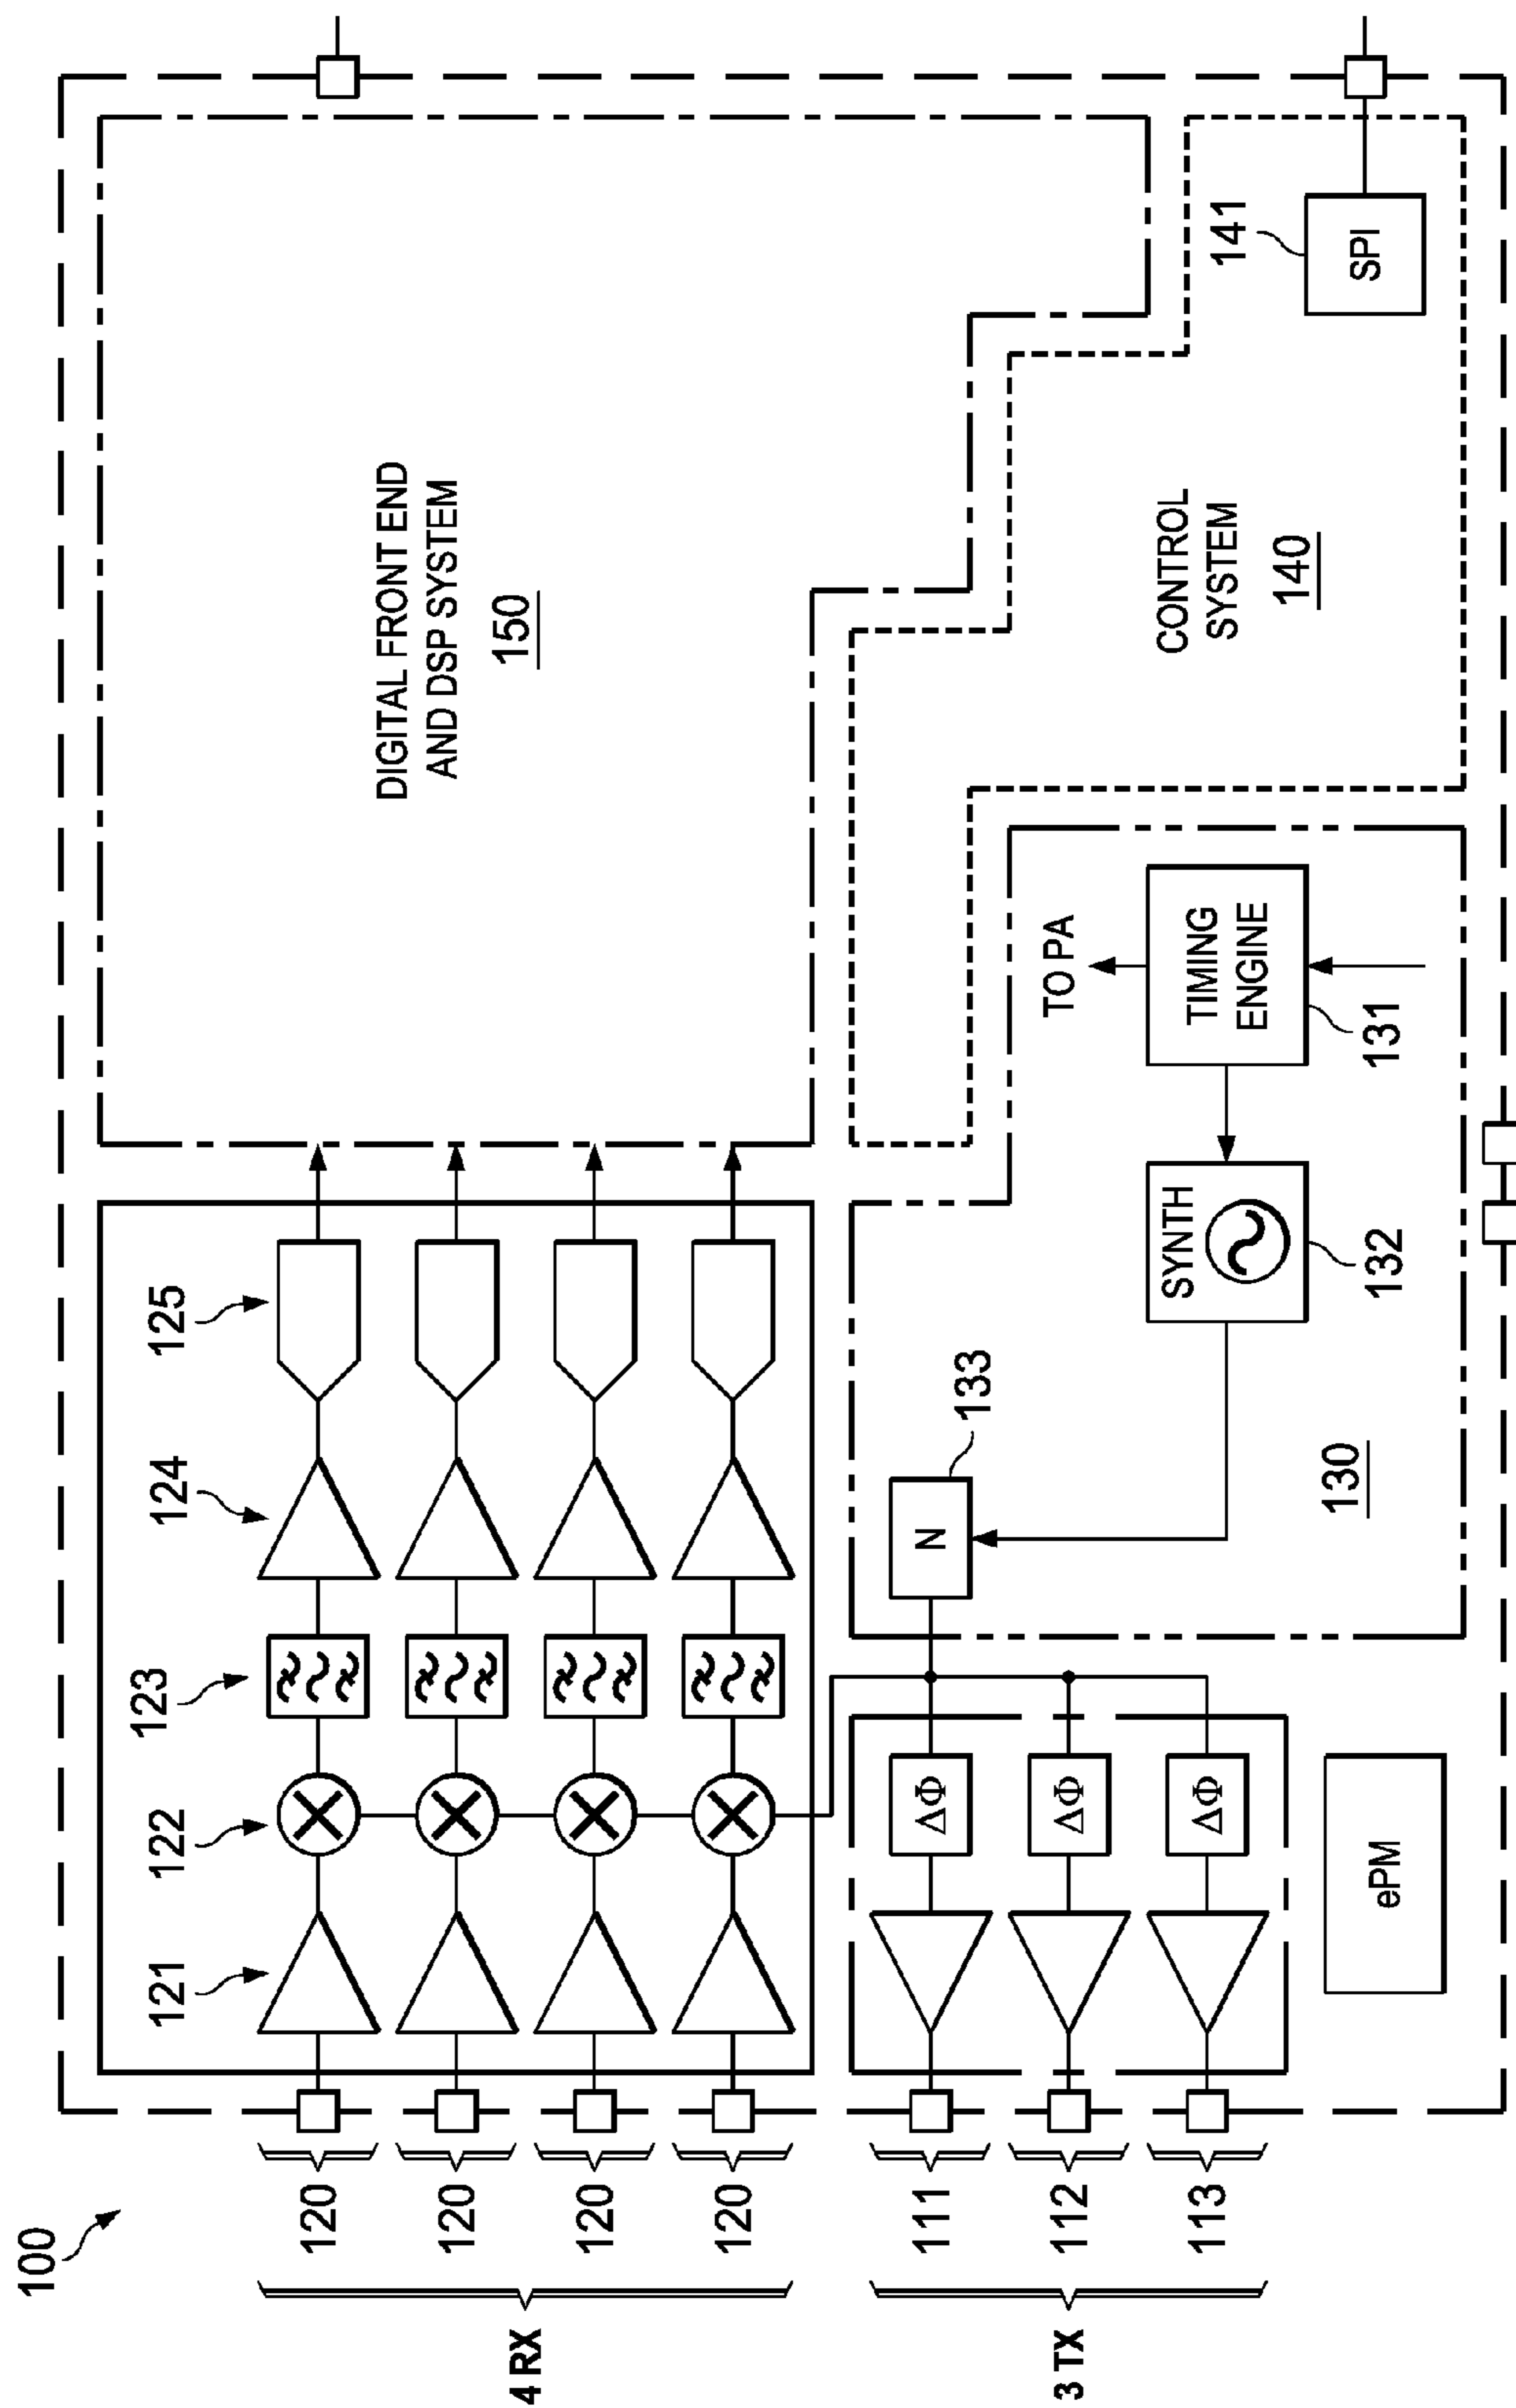 100
4 RX
120
120
120
120
121
122
123
124
125
DIGITAL FRONT END
AND DSP SYSTEM
150
3 TX
111
112
113
ΔΦ
ΔΦ
ΔΦ
ePM
N
133
130
SYNTH
132
TO PA
TIMING
ENGINE
131
CONTROL
SYSTEM
140
141
SPI